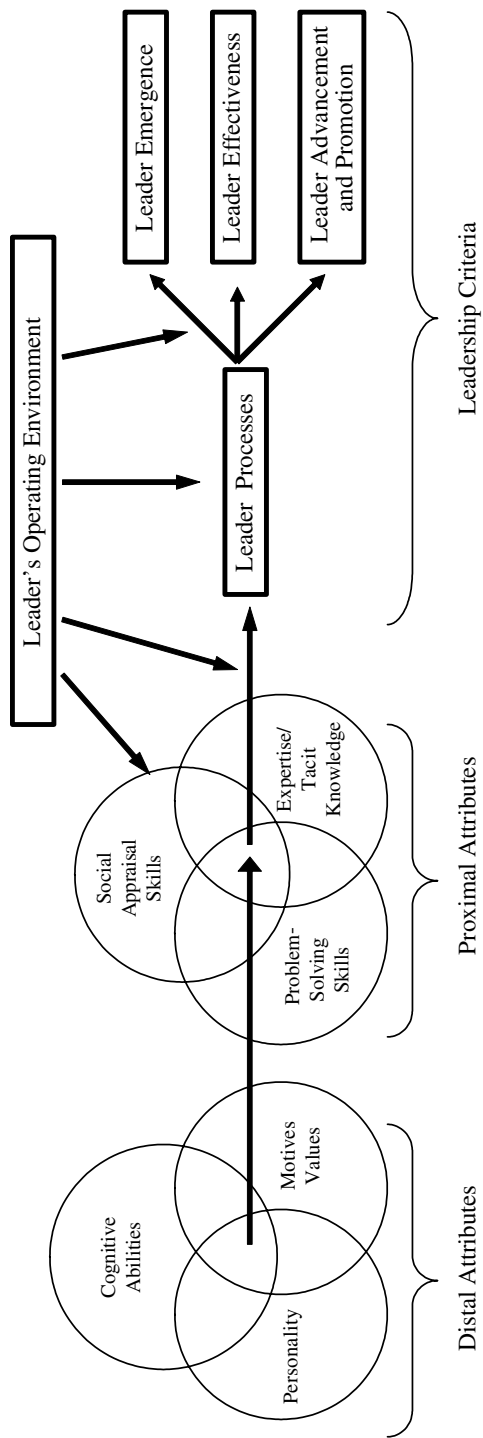 Leader's Operating Environment
Cognitive
Abilities
Personality
Motives
Values
Social
Appraisal
Skills
Problem-
Solving
Skills
Expertise/
Tacit
Knowledge
Leader Processes
Leader Emergence
Leader Effectiveness
Leader Advancement
and Promotion
Distal Attributes
Proximal Attributes
Leadership Criteria